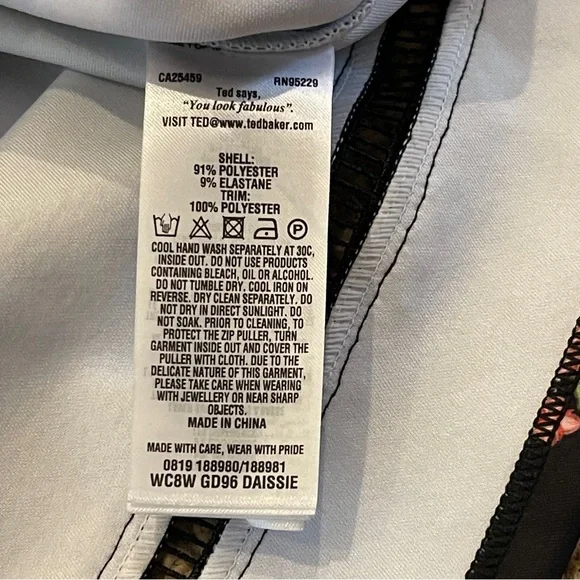 CA25459 RN95229
Ted says,
"You look fabulous".
VISIT TED@www.tedbaker.com
SHELL:
91% POLYESTER
9% ELASTANE
TRIM:
100% POLYESTER
P
COOL HAND WASH SEPARATELY AT 30C,
INSIDE OUT. DO NOT USE PRODUCTS
CONTAINING BLEACH, OIL OR ALCOHOL.
DO NOT TUMBLE DRY. COOL IRON ON
REVERSE. DRY CLEAN SEPARATELY. DO
NOT DRY IN DIRECT SUNLIGHT. DO
NOT SOAK. PRIOR TO CLEANING, TO
PROTECT THE ZIP PULLER, TURN
GARMENT INSIDE OUT AND COVER THE
PULLER WITH CLOTH. DUE TO THE
DELICATE NATURE OF THIS GARMENT,
PLEASE TAKE CARE WHEN WEARING
WITH JEWELLERY OR NEAR SHARP
OBJECTS.
MADE IN CHINA
MADE WITH CARE, WEAR WITH PRIDE
0819 188980/188981
WC8W GD96 DAISSIE